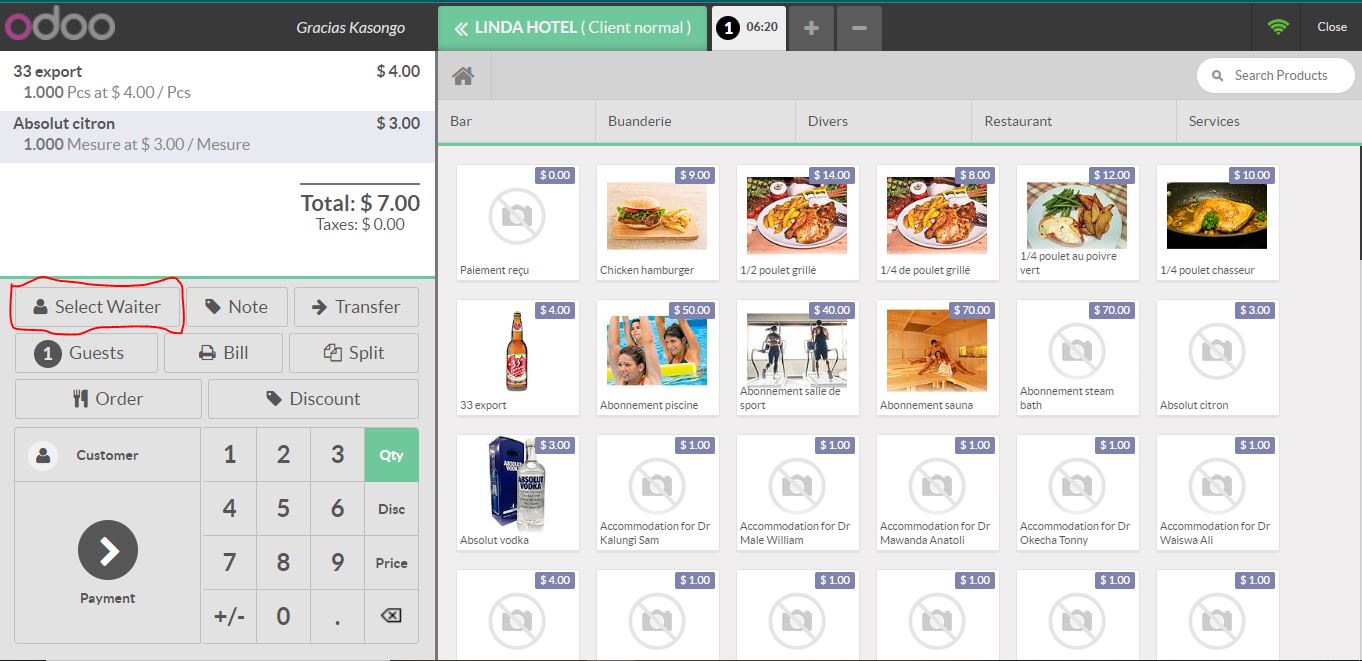 odoo
Gracias Kasongo
LINDA HOTEL ( Client normal )
1 06:20
+
−
Close
33 export $ 4.00
1.000 Pcs at $ 4.00 / Pcs
Absolut citron $ 3.00
1.000 Mesure at $ 3.00 / Mesure
Total: $ 7.00
Taxes: $ 0.00
Select Waiter
Note
Transfer
1 Guests
Bill
Split
Order
Discount
Customer
Payment
1 2 3 Qty
4 5 6 Disc
7 8 9 Price
+/- 0 .
Search Products
Bar
Buanderie
Divers
Restaurant
Services
$ 0.00
Paiement reçu
$ 9.00
Chicken hamburger
$ 14.00
1/2 poulet grillè
$ 8.00
1/4 de poulet grillè
$ 12.00
1/4 poulet au poivre
vert
$ 10.00
1/4 poulet chasseur
$ 4.00
33 export
$ 50.00
Abonnement piscine
$ 40.00
Abonnement salle de
sport
$ 70.00
Abonnement sauna
$ 70.00
Abonnement steam
bath
$ 3.00
Absolut citron
$ 3.00
ABSOLUT
VODKA
ABSOLUT
VODKA
Absolut vodka
$ 1.00
Accommodation for Dr
Kalungi Sam
$ 1.00
Accommodation for Dr
Male William
$ 1.00
Accommodation for Dr
Mawanda Anatoli
$ 1.00
Accommodation for Dr
Okecha Tonny
$ 1.00
Accommodation for Dr
Waiswa Ali
$ 4.00
$ 1.00
$ 1.00
$ 1.00
$ 1.00
$ 1.00